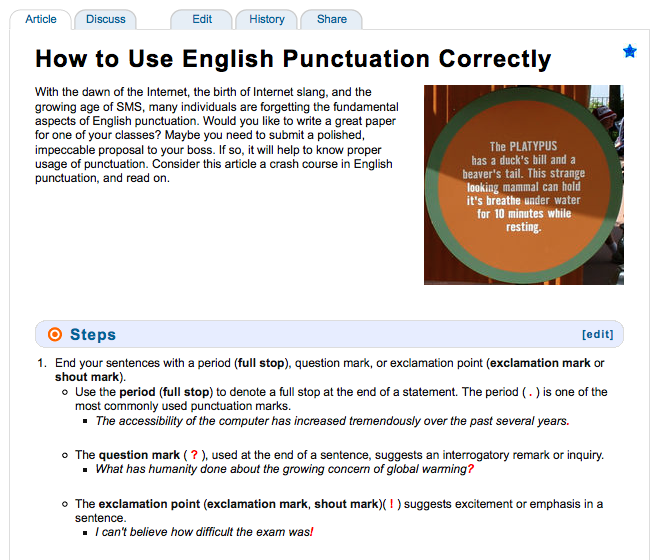 Article Discuss Edit History Share
How to Use English Punctuation Correctly
With the dawn of the Internet, the birth of Internet slang, and the
growing age of SMS, many individuals are forgetting the fundamental
aspects of English punctuation. Would you like to write a great paper
for one of your classes? Maybe you need to submit a polished,
impeccable proposal to your boss. If so, it will help to know proper
usage of punctuation. Consider this article a crash course in English
punctuation, and read on.
The PLATYPUS
has a duck's bill and a
beaver's tail. This strange
looking mammal can hold
it's breathe under water
for 10 minutes while
resting.
Steps [edit]
1. End your sentences with a period (full stop), question mark, or exclamation point (exclamation mark or
shout mark).
Use the period (full stop) to denote a full stop at the end of a statement. The period ( . ) is one of the
most commonly used punctuation marks.
The accessibility of the computer has increased tremendously over the past several years.
The question mark ( ? ), used at the end of a sentence, suggests an interrogatory remark or inquiry.
What has humanity done about the growing concern of global warming?
The exclamation point (exclamation mark, shout mark)( ! ) suggests excitement or emphasis in a
sentence.
I can't believe how difficult the exam was!